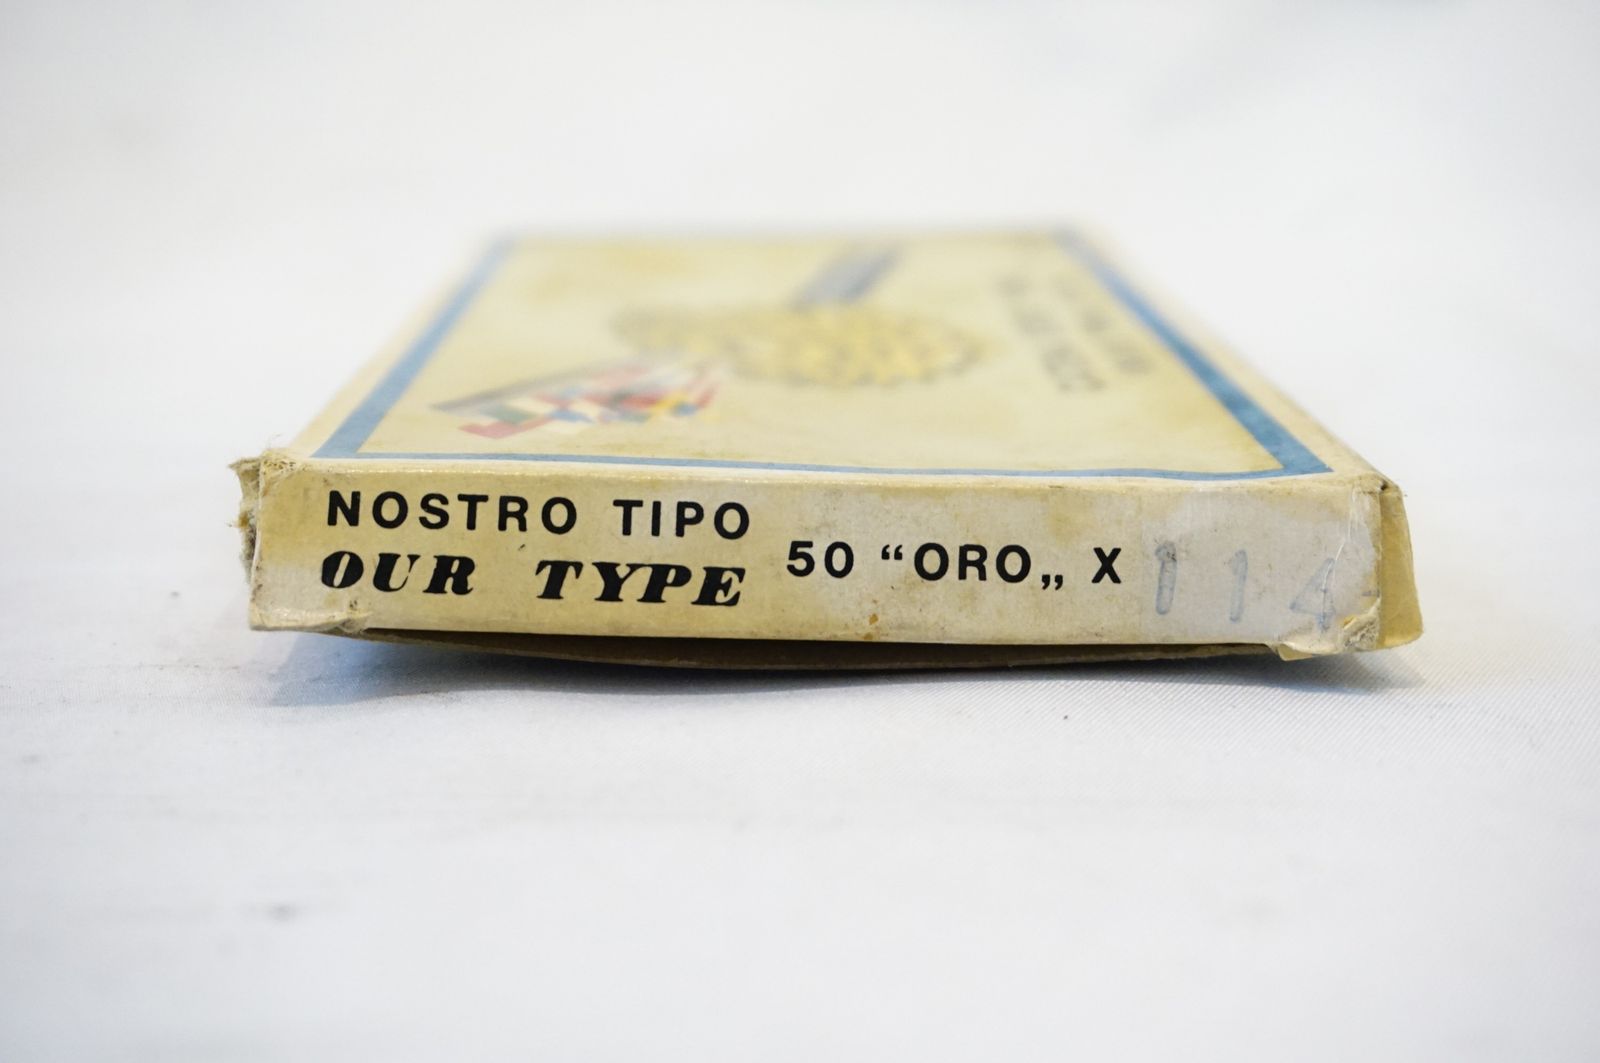 NOSTRO TIPO
OUR TYPE
50 “ORO„ X 114